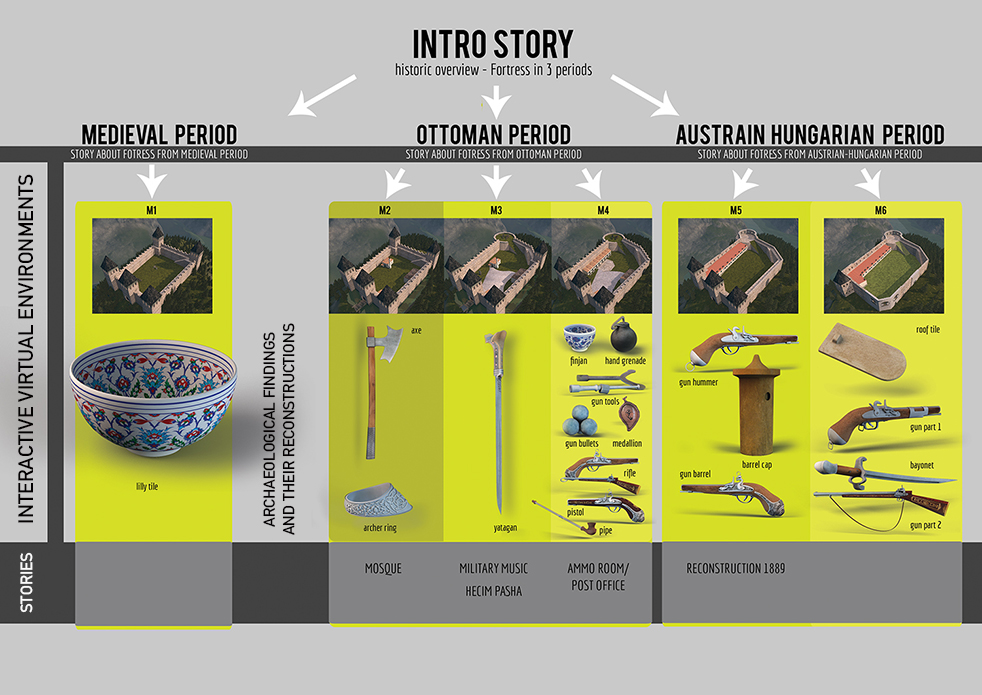 INTRO STORY
historic overview - Fortress in 3 periods
MEDIEVAL PERIOD
STORY ABOUT FOTRESS FROM MEDIEVAL PERIOD
OTTOMAN PERIOD
STORY ABOUT FOTRESS FROM OTTOMAN PERIOD
AUSTRAIN HUNGARIAN PERIOD
STORY ABOUT FOTRESS FROM AUSTRIAN-HUNGARIAN PERIOD
INTERACTIVE VIRTUAL ENVIRONMENTS
M1
lilly tile
ARCHAEOLOGICAL FINDINGS
AND THEIR RECONSTRUCTIONS
M2
axe
archer ring
M3
yatagan
M4
finjan
hand grenade
gun tools
gun bullets
medallion
rifle
pistol
pipe
M5
gun hummer
barrel cap
gun barrel
M6
roof tile
gun part 1
bayonet
gun part 2
STORIES
MOSQUE
MILITARY MUSIC
HECIM PASHA
AMMO ROOM/
POST OFFICE
RECONSTRUCTION 1889